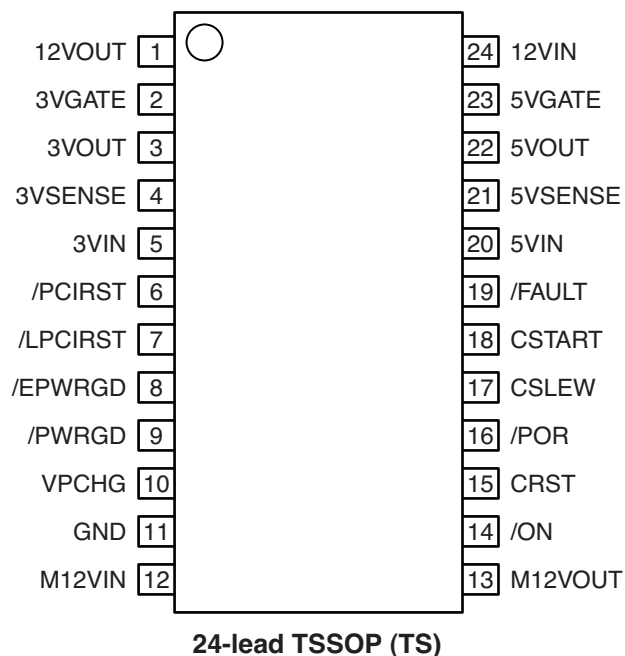 12VOUT 1 24 12VIN
3VGATE 2 23 5VGATE
3VOUT 3 22 5VOUT
3VSENSE 4 21 5VSENSE
3VIN 5 20 5VIN
/PCIRST 6 19 /FAULT
/LPCIRST 7 18 CSTART
/EPWRGD 8 17 CSLEW
/PWRGD 9 16 /POR
VPCHG 10 15 CRST
GND 11 14 /ON
M12VIN 12 13 M12VOUT
24-lead TSSOP (TS)